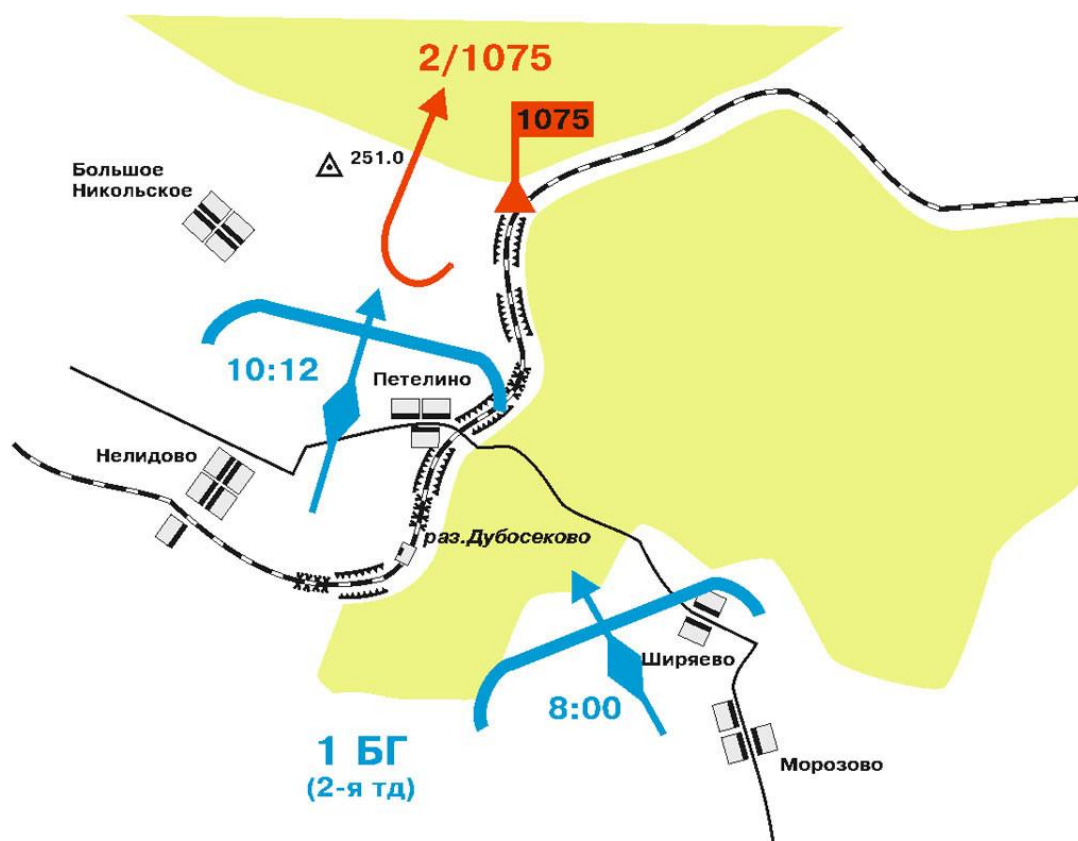 2/1075
1075
251.0
Большое
Никольское
10:12
Петелино
Нелидово
раз.Дубосеково
Ширяево
8:00
1 БГ
(2-я тд)
Морозово